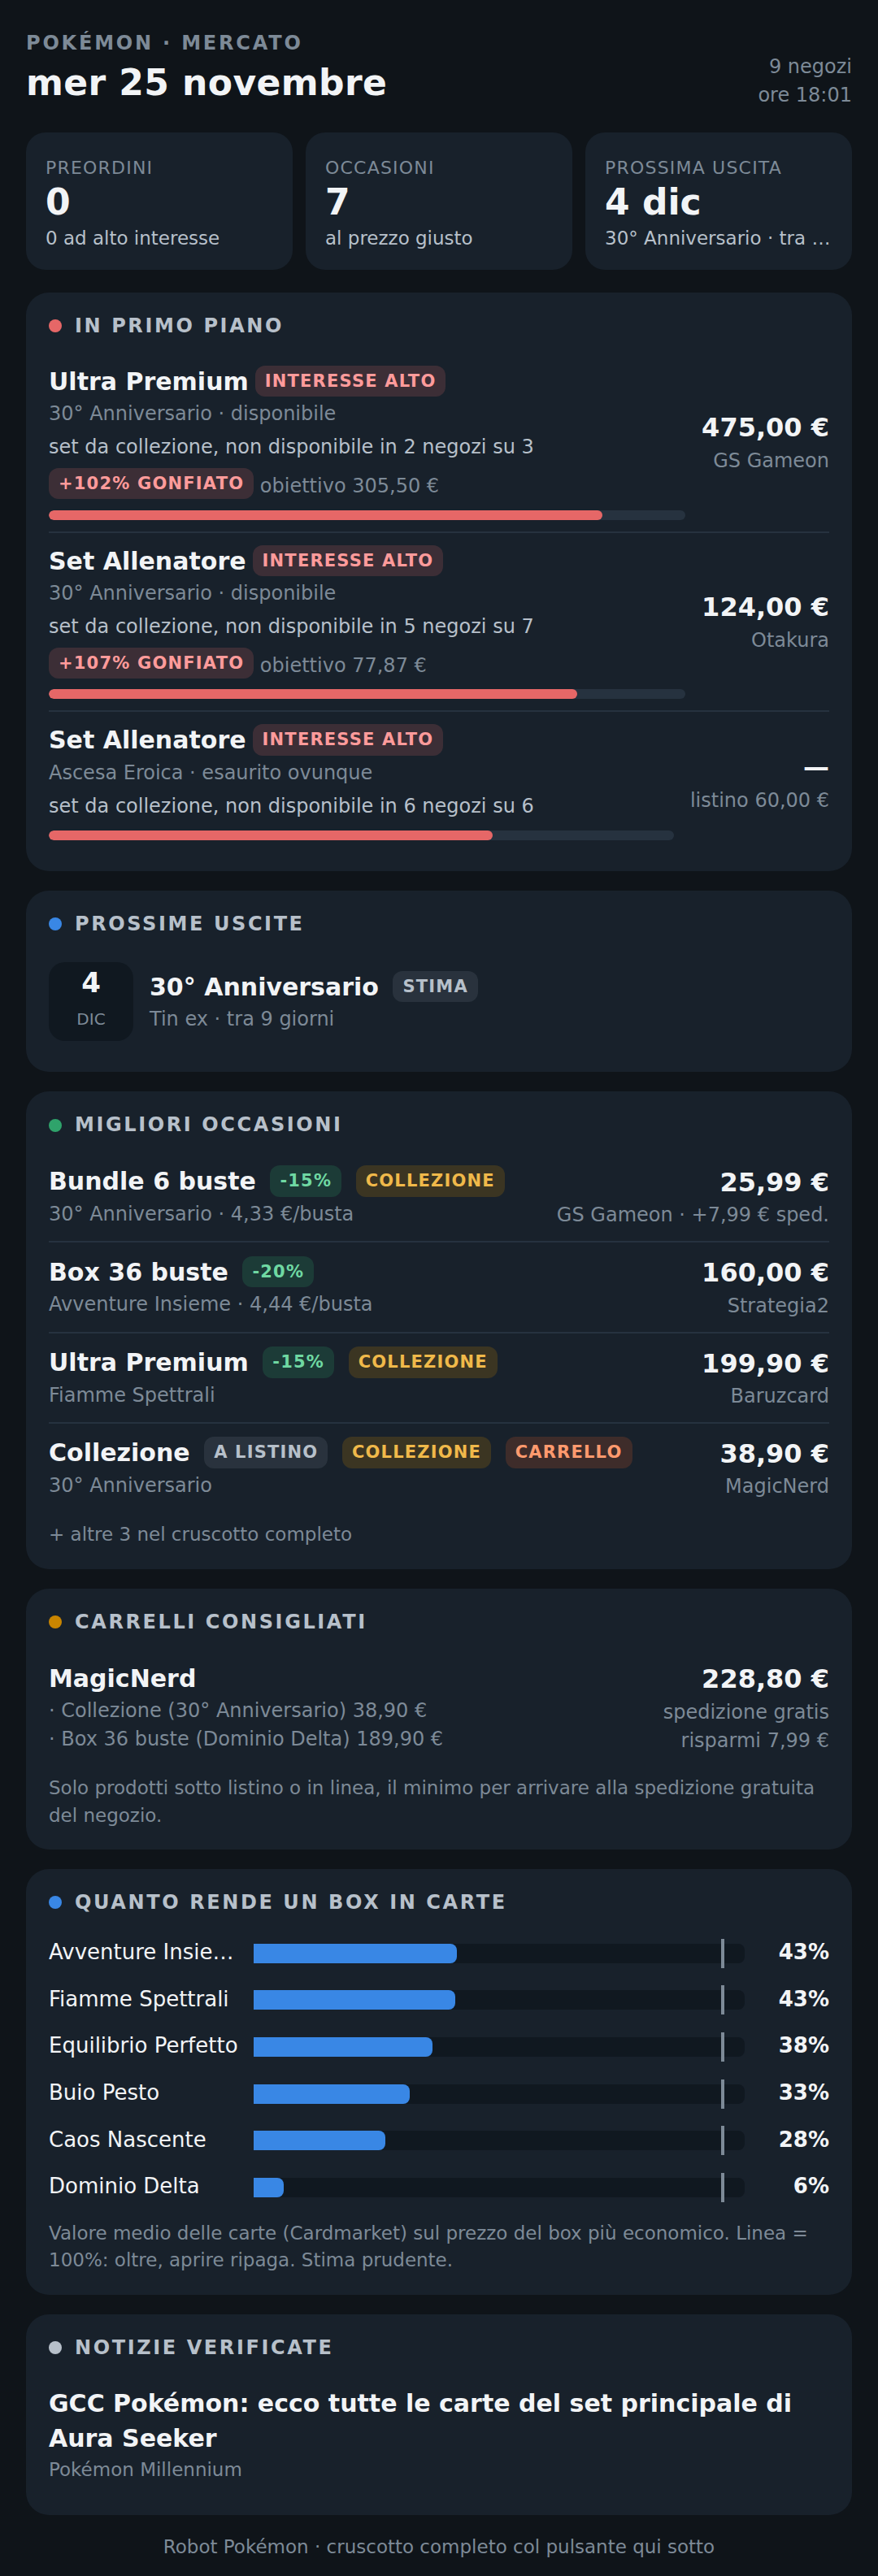 POKÉMON · MERCATO
mer 25 novembre
9 negozi
ore 18:01
PREORDINI
0
0 ad alto interesse
OCCASIONI
7
al prezzo giusto
PROSSIMA USCITA
4 dic
30° Anniversario · tra …
IN PRIMO PIANO
Ultra Premium INTERESSE ALTO
30° Anniversario · disponibile
set da collezione, non disponibile in 2 negozi su 3
+102% GONFIATO obiettivo 305,50 €
475,00 €
GS Gameon
Set Allenatore INTERESSE ALTO
30° Anniversario · disponibile
set da collezione, non disponibile in 5 negozi su 7
+107% GONFIATO obiettivo 77,87 €
124,00 €
Otakura
Set Allenatore INTERESSE ALTO
Ascesa Eroica · esaurito ovunque
set da collezione, non disponibile in 6 negozi su 6
—
listino 60,00 €
PROSSIME USCITE
4
DIC
30° Anniversario STIMA
Tin ex · tra 9 giorni
MIGLIORI OCCASIONI
Bundle 6 buste -15% COLLEZIONE
30° Anniversario · 4,33 €/busta
25,99 €
GS Gameon · +7,99 € sped.
Box 36 buste -20%
Avventure Insieme · 4,44 €/busta
160,00 €
Strategia2
Ultra Premium -15% COLLEZIONE
Fiamme Spettrali
199,90 €
Baruzcard
Collezione A LISTINO COLLEZIONE CARRELLO
30° Anniversario
38,90 €
MagicNerd
+ altre 3 nel cruscotto completo
CARRELLI CONSIGLIATI
MagicNerd
· Collezione (30° Anniversario) 38,90 €
· Box 36 buste (Dominio Delta) 189,90 €
228,80 €
spedizione gratis
risparmi 7,99 €
Solo prodotti sotto listino o in linea, il minimo per arrivare alla spedizione gratuita
del negozio.
QUANTO RENDE UN BOX IN CARTE
Avventure Insie… 43%
Fiamme Spettrali 43%
Equilibrio Perfetto 38%
Buio Pesto 33%
Caos Nascente 28%
Dominio Delta 6%
Valore medio delle carte (Cardmarket) sul prezzo del box più economico. Linea =
100%: oltre, aprire ripaga. Stima prudente.
NOTIZIE VERIFICATE
GCC Pokémon: ecco tutte le carte del set principale di
Aura Seeker
Pokémon Millennium
Robot Pokémon · cruscotto completo col pulsante qui sotto